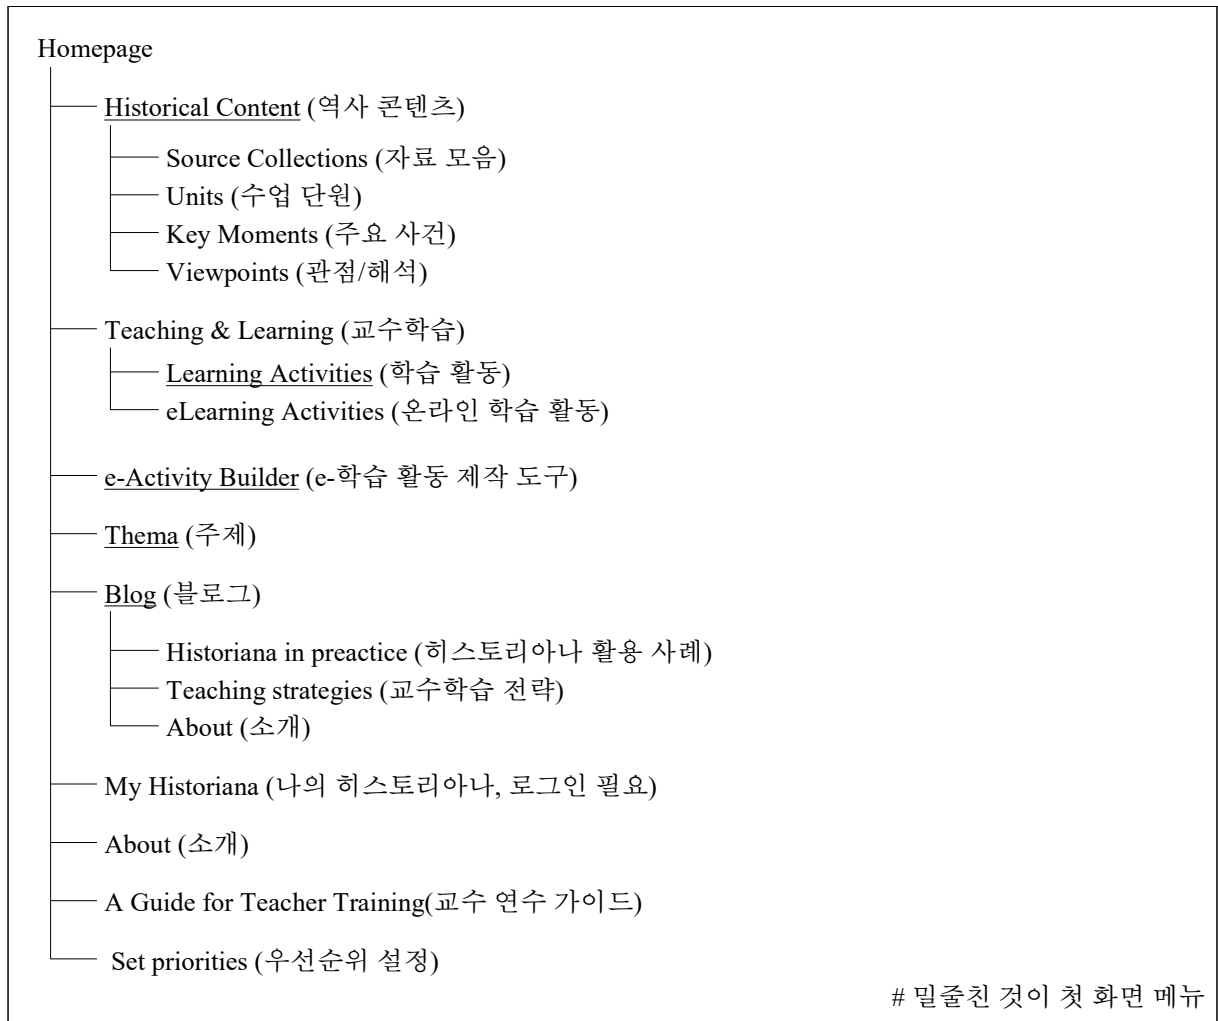 Homepage
Historical Content (역사 콘텐츠)
Source Collections (자료 모음)
Units (수업 단원)
Key Moments (주요 사건)
Viewpoints (관점/해석)
Teaching & Learning (교수학습)
Learning Activities (학습 활동)
eLearning Activities (온라인 학습 활동)
e-Activity Builder (e-학습 활동 제작 도구)
Thema (주제)
Blog (블로그)
Historiana in preactice (히스토리아나 활용 사례)
Teaching strategies (교수학습 전략)
About (소개)
My Historiana (나의 히스토리아나, 로그인 필요)
About (소개)
A Guide for Teacher Training(교수 연수 가이드)
Set priorities (우선순위 설정)
# 밑줄친 것이 첫 화면 메뉴